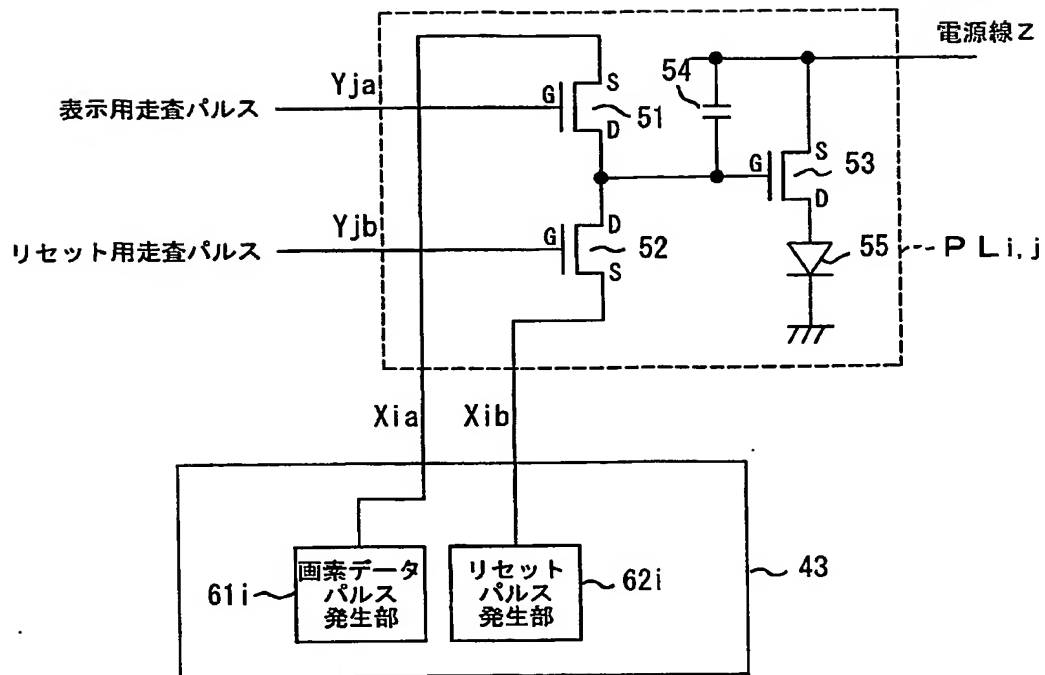 電源線Z
54
S
Yja
G
51
表示用走査パルス
D
S
G
53
D
D
Yjb
G
52
リセット用走査パルス
S
55
PLi,j
Xia
Xib
画素データ
パルス
発生部
リセット
パルス
発生部
61i
62i
43